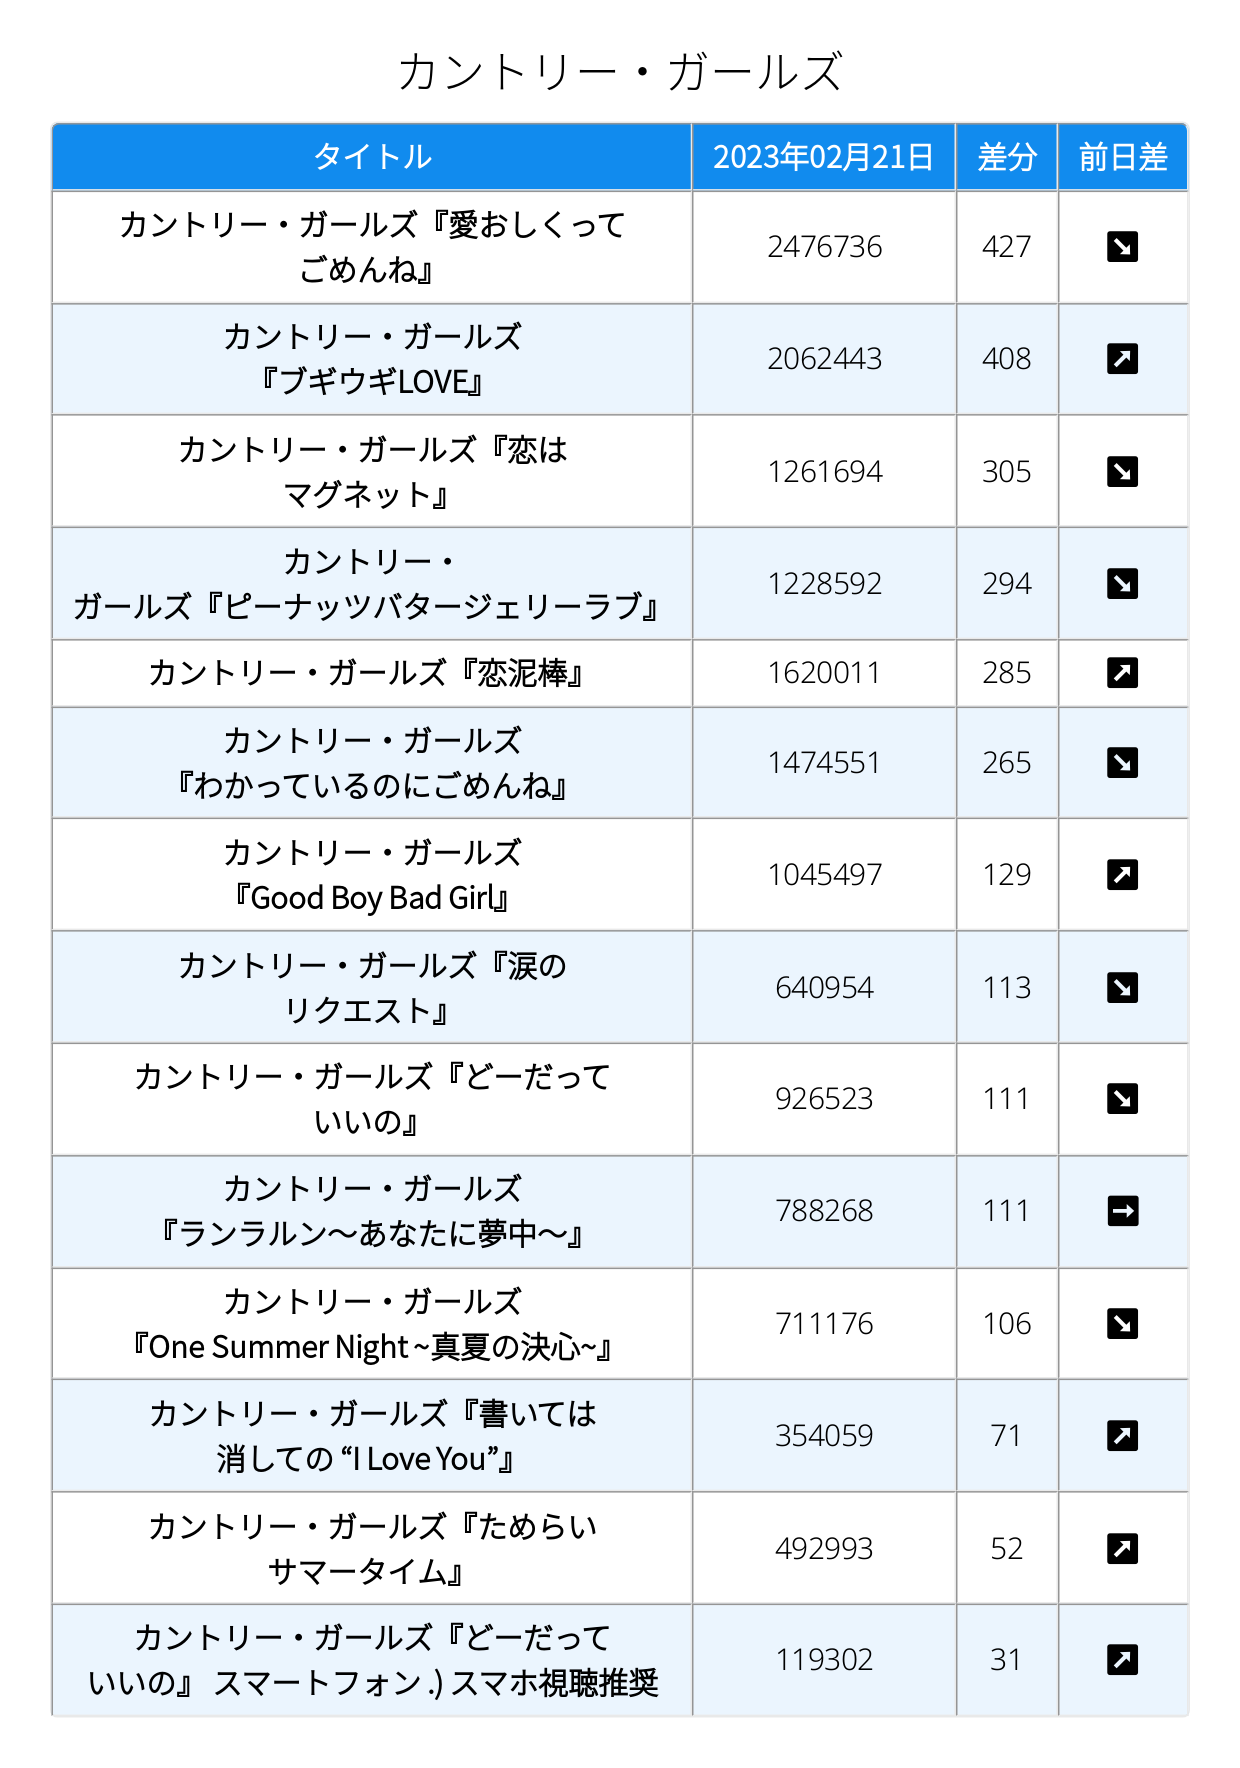 カントリー・ガールズ
タイトル 2023年02月21日 差分 前日差
カントリー・ガールズ『愛おしくって
ごめんね』 2476736 427 ↘
カントリー・ガールズ
『ブギウギLOVE』 2062443 408 ↗
カントリー・ガールズ『恋は
マグネット』 1261694 305 ↘
カントリー・
ガールズ『ピーナッツバタージェリーラブ』 1228592 294 ↘
カントリー・ガールズ『恋泥棒』 1620011 285 ↗
カントリー・ガールズ
『わかっているのにごめんね』 1474551 265 ↘
カントリー・ガールズ
『Good Boy Bad Girl』 1045497 129 ↗
カントリー・ガールズ『涙の
リクエスト』 640954 113 ↘
カントリー・ガールズ『どーだって
いいの』 926523 111 ↘
カントリー・ガールズ
『ランラルン〜あなたに夢中〜』 788268 111 →
カントリー・ガールズ
『One Summer Night ~真夏の決心~』 711176 106 ↘
カントリー・ガールズ『書いては
消しての “I Love You”』 354059 71 ↗
カントリー・ガールズ『ためらい
サマータイム』 492993 52 ↗
カントリー・ガールズ『どーだって
いいの』 スマートフォン .) スマホ視聴推奨 119302 31 ↗